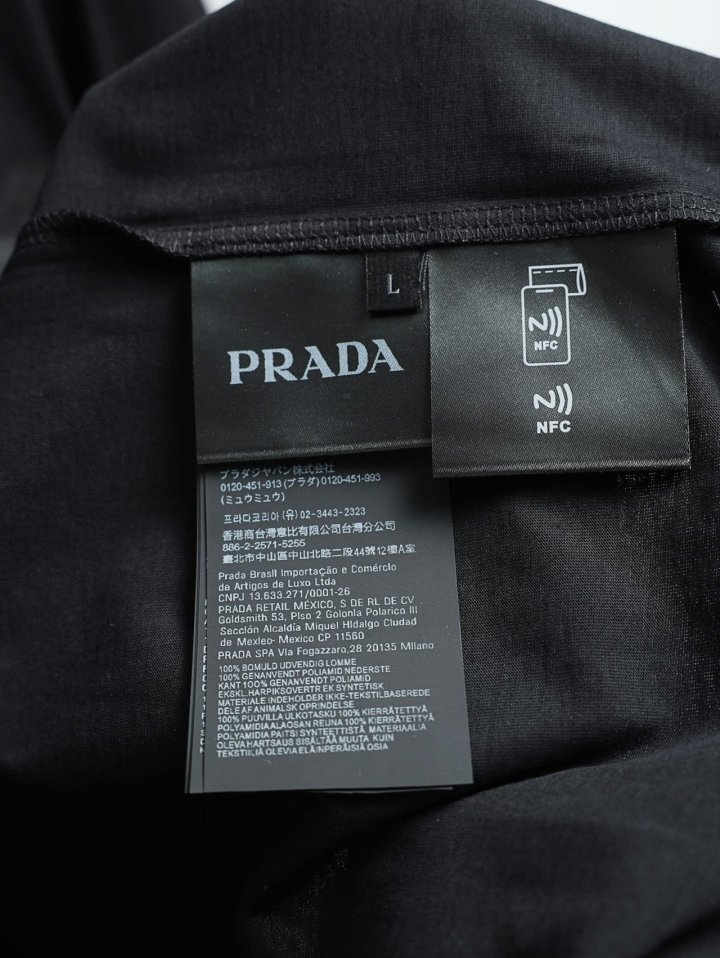 L
PRADA
NFC
NFC
プラダジャパン株式会社
0120-451-913 (プラダ) 0120-451-993
(ミュウミュウ)
프라다코리아 (유) 02-3443-2323
香港商台灣意比有限公司台灣分公司
886-2-2571-5255
臺北市中山區中山北路二段44號12樓A室
Prada Brasil Importação e Comércio
de Artigos de Luxo Ltda
CNPJ 13.633.271/0001-26
PRADA RETAIL MÉXICO, S DE RL DE CV
Goldsmith 53, Piso 2 Golonia Polarico III
Sección Alcaldía Miquel Hidalgo Ciudad
de Mexleo- Mexico CP 11560
PRADA SPA Via Fogazzaro,28 20135 Milano
100% BOMULD UDVENDIG LOMME
100% GENANVENDT POLIAMID NEDERSTE
KANT 100% GENANVENDT POLIAMID
EKSKL.HARPIKSOVERTR EK SYNTETISK
MATERIALE INDEHOLDER IKKE-TEKSTILBASEREDE
DELE AF ANIMALSK OPRINDELSE
100% PUUVILLA ULKOTASKU 100% KIERRÄTETTYÄ
POLYAMIDIA ALAOSAN REUNA 100% KIERRÄTETTYÄ
POLYAMIDIA PAITSI SYNTETTISTÄ MATERIAALIA
OLEVA HARTSAUS SISÄLTÄÄ MUUTA KUIN
TEKSTIILIÄ OLEVIA ELÄINPERÄISIÄ OSIA